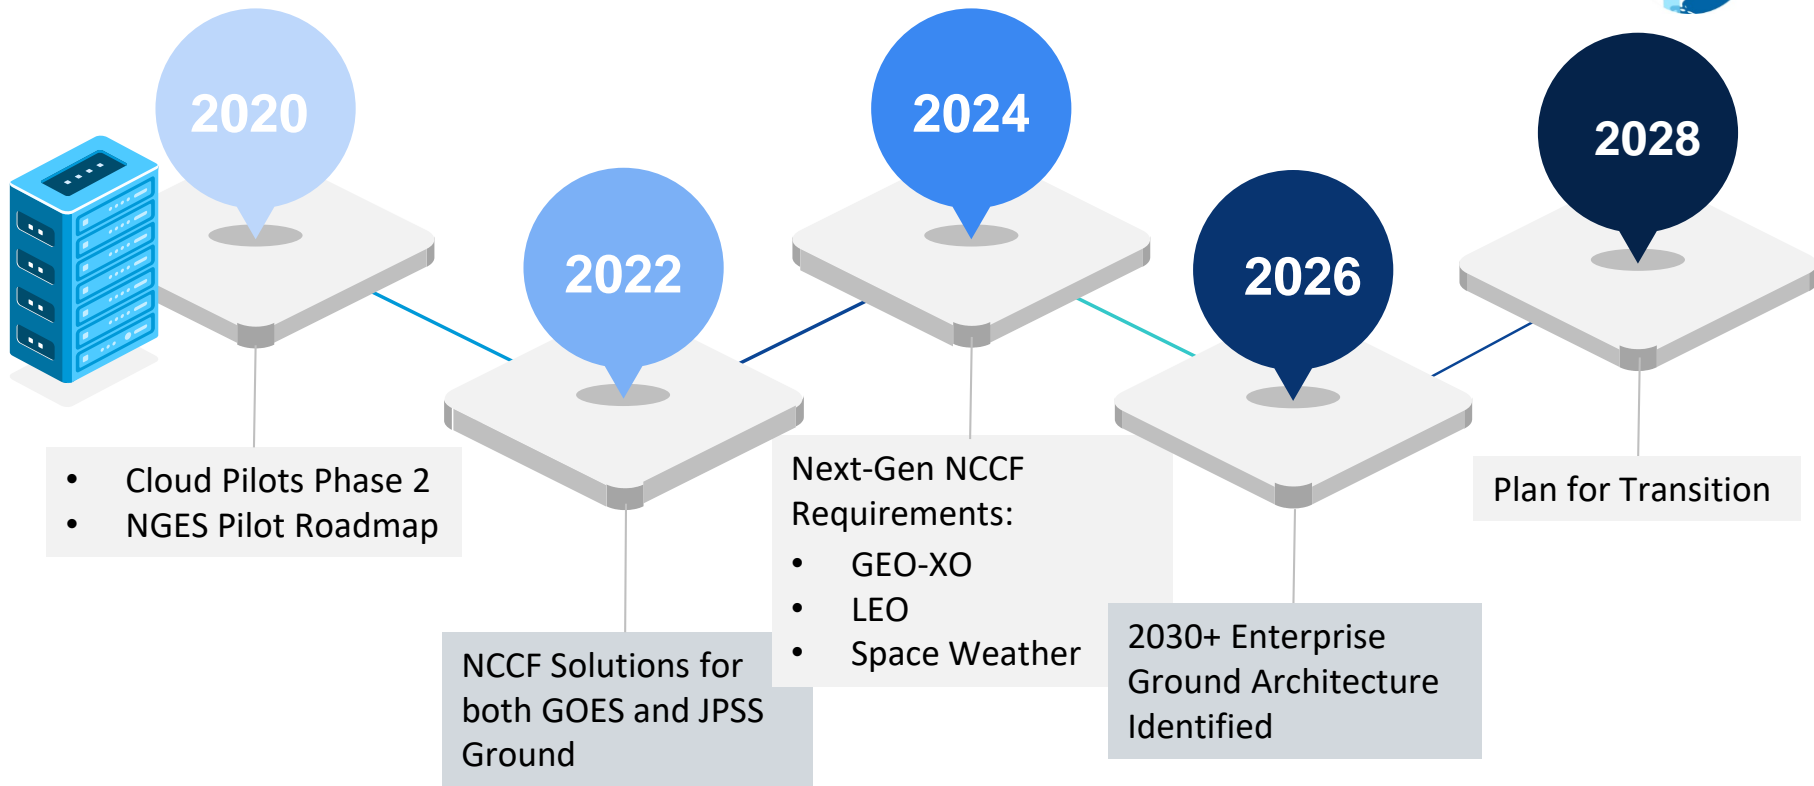 2020
• Cloud Pilots Phase 2
• NGES Pilot Roadmap
2022
NCCF Solutions for
both GOES and JPSS
Ground
2024
Next-Gen NCCF
Requirements:
• GEO-XO
• LEO
• Space Weather
2026
2030+ Enterprise
Ground Architecture
Identified
2028
Plan for Transition